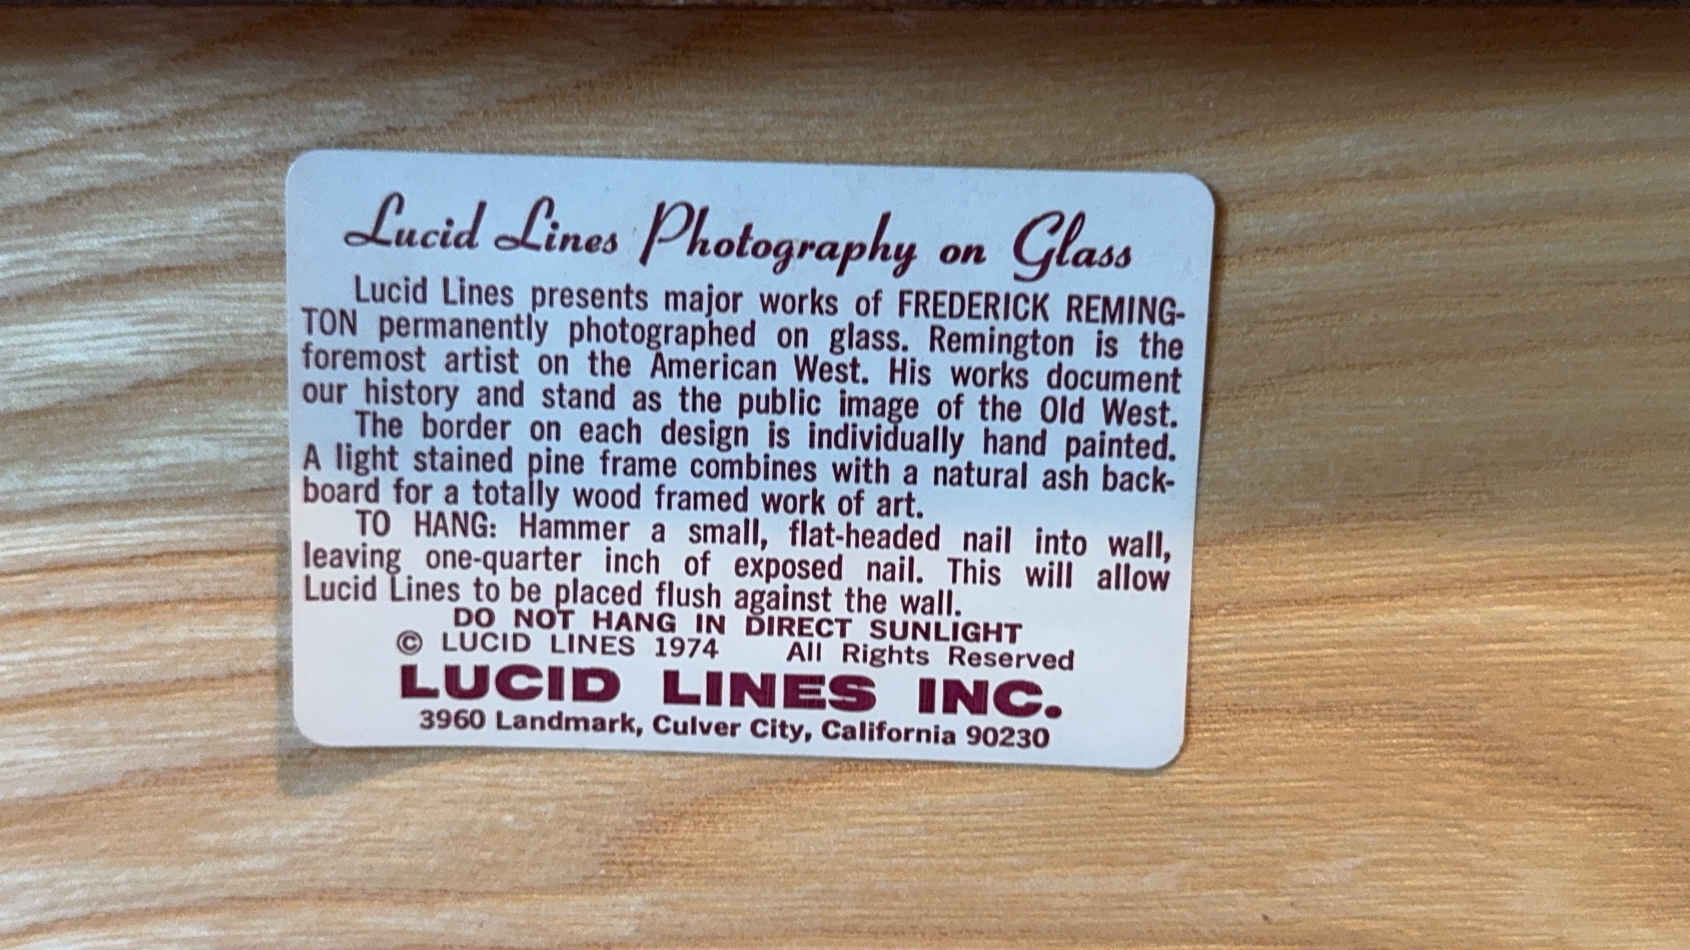 Lucid Lines Photography on Glass
Lucid Lines presents major works of FREDERICK REMING-
TON permanently photographed on glass. Remington is the
foremost artist on the American West. His works document
our history and stand as the public image of the Old West.
The border on each design is individually hand painted.
A light stained pine frame combines with a natural ash back-
board for a totally wood framed work of art.
TO HANG: Hammer a small, flat-headed nail into wall,
leaving one-quarter inch of exposed nail. This will allow
Lucid Lines to be placed flush against the wall.
DO NOT HANG IN DIRECT SUNLIGHT
© LUCID LINES 1974 All Rights Reserved
LUCID LINES INC.
3960 Landmark, Culver City, California 90230